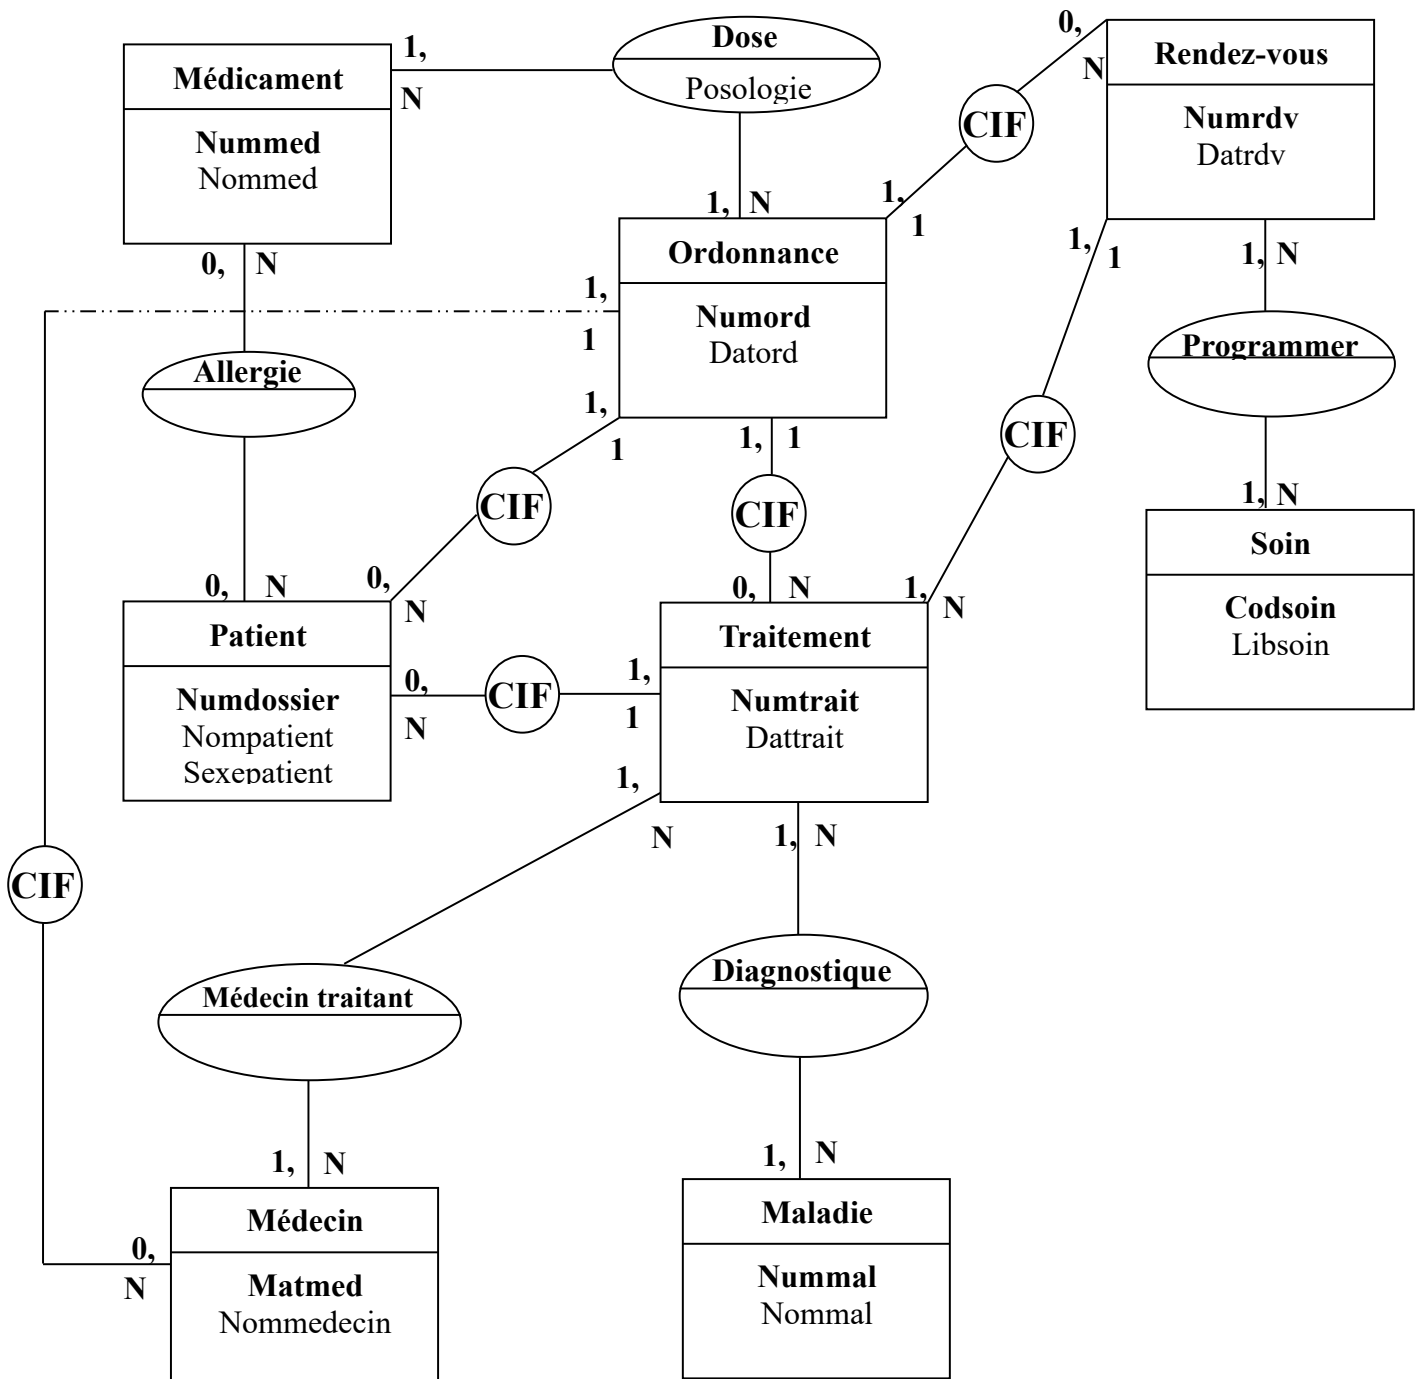 Médicament
Nummed
Nommed
1,
N
Dose
Posologie
0,
N
Rendez-vous
Numrdv
Datrdv
CIF
1, N
1,
1
Ordonnance
Numord
Datord
0, N
1,
1
1,
1
1, N
Programmer
Allergie
1,
1
1, 1
CIF
CIF
CIF
1, N
Soin
Codsoin
Libsoin
0, N
0,
N
0, N
1,
N
Patient
Numdossier
Nompatient
Sexepatient
0,
N
CIF
1,
1
Traitement
Numtrait
Dattrait
1,
N
1, N
CIF
Médecin traitant
Diagnostique
1, N
1, N
0,
N
Médecin
Matmed
Nommedecin
Maladie
Nummal
Nommal